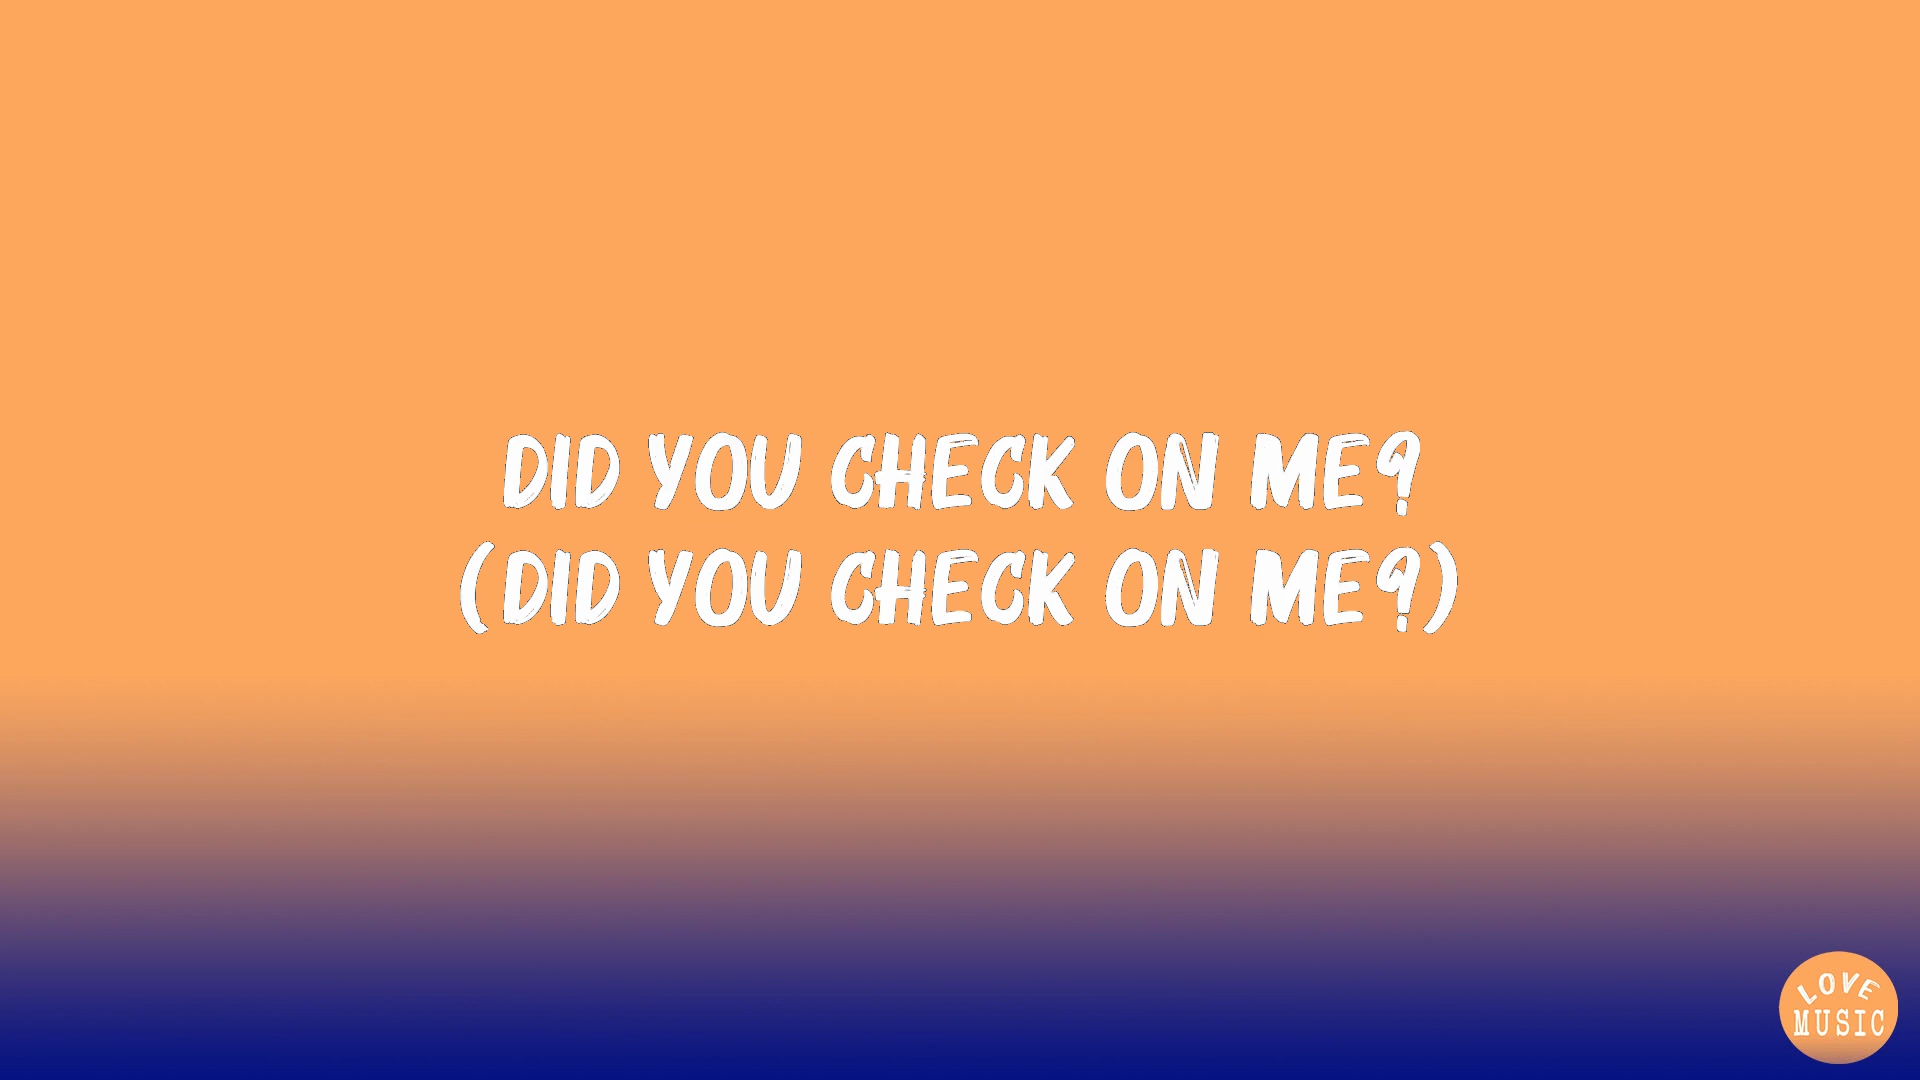 DID YOU CHECK ON ME?
(DID YOU CHECK ON ME?)
LOVE
MUSIC